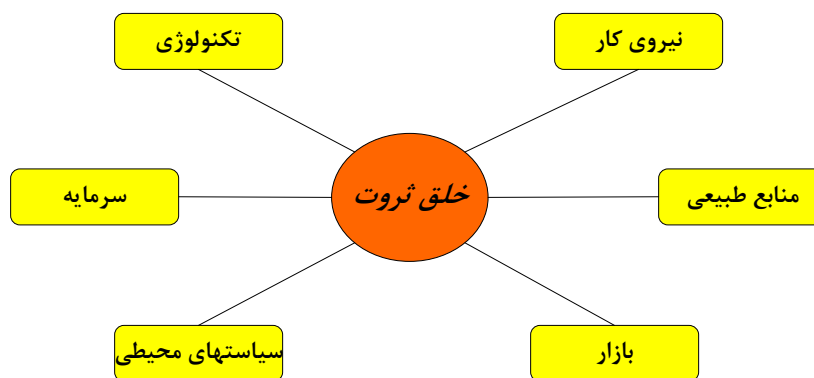 نیروی کار
تکنولوژی
خلق ثروت
منابع طبیعی
سرمایه
بازار
سیاستهای محیطی